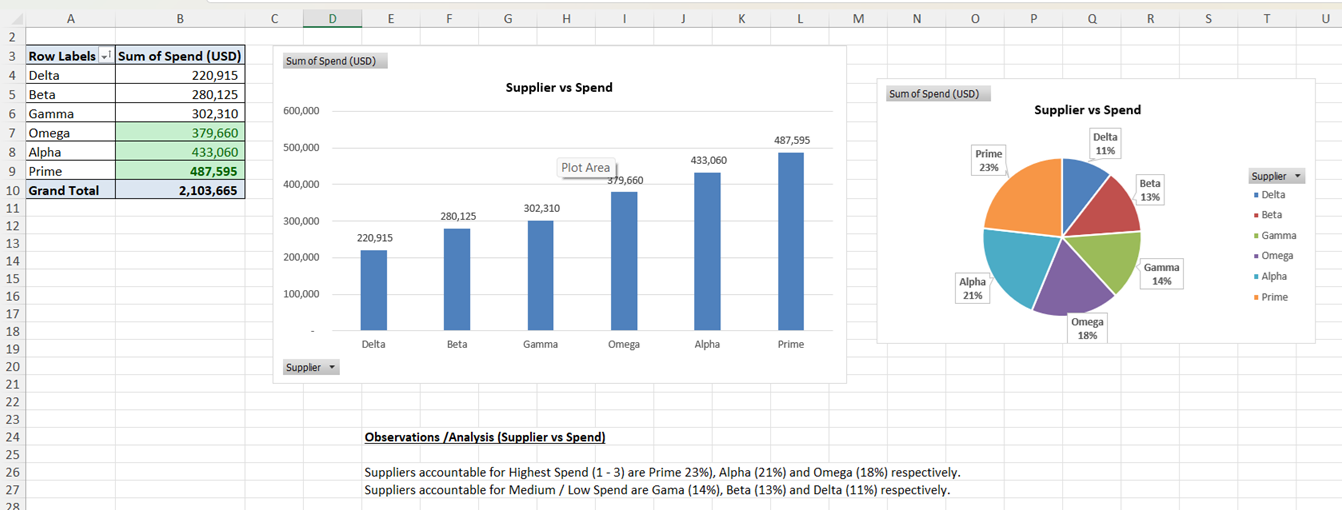 A B C D E F G H I J K L M N O P Q R S T U
2
3 Row Labels Sum of Spend (USD)
4 Delta 220,915
5 Beta 280,125
6 Gamma 302,310
7 Omega 379,660
8 Alpha 433,060
9 Prime 487,595
10 Grand Total 2,103,665
11
12
13
14
15
16
17
18
19
20
21
22
23
24
25
26
27
28
Sum of Spend (USD)
Supplier vs Spend
600,000
500,000
400,000
300,000
200,000
100,000
-
220,915
280,125
302,310
379,660
433,060
487,595
Plot Area
Delta Beta Gamma Omega Alpha Prime
Supplier
Sum of Spend (USD)
Supplier vs Spend
Delta
11%
Beta
13%
Gamma
14%
Omega
18%
Alpha
21%
Prime
23%
Supplier
Delta
Beta
Gamma
Omega
Alpha
Prime
Observations /Analysis (Supplier vs Spend)
Suppliers accountable for Highest Spend (1 - 3) are Prime 23%), Alpha (21%) and Omega (18%) respectively.
Suppliers accountable for Medium / Low Spend are Gama (14%), Beta (13%) and Delta (11%) respectively.